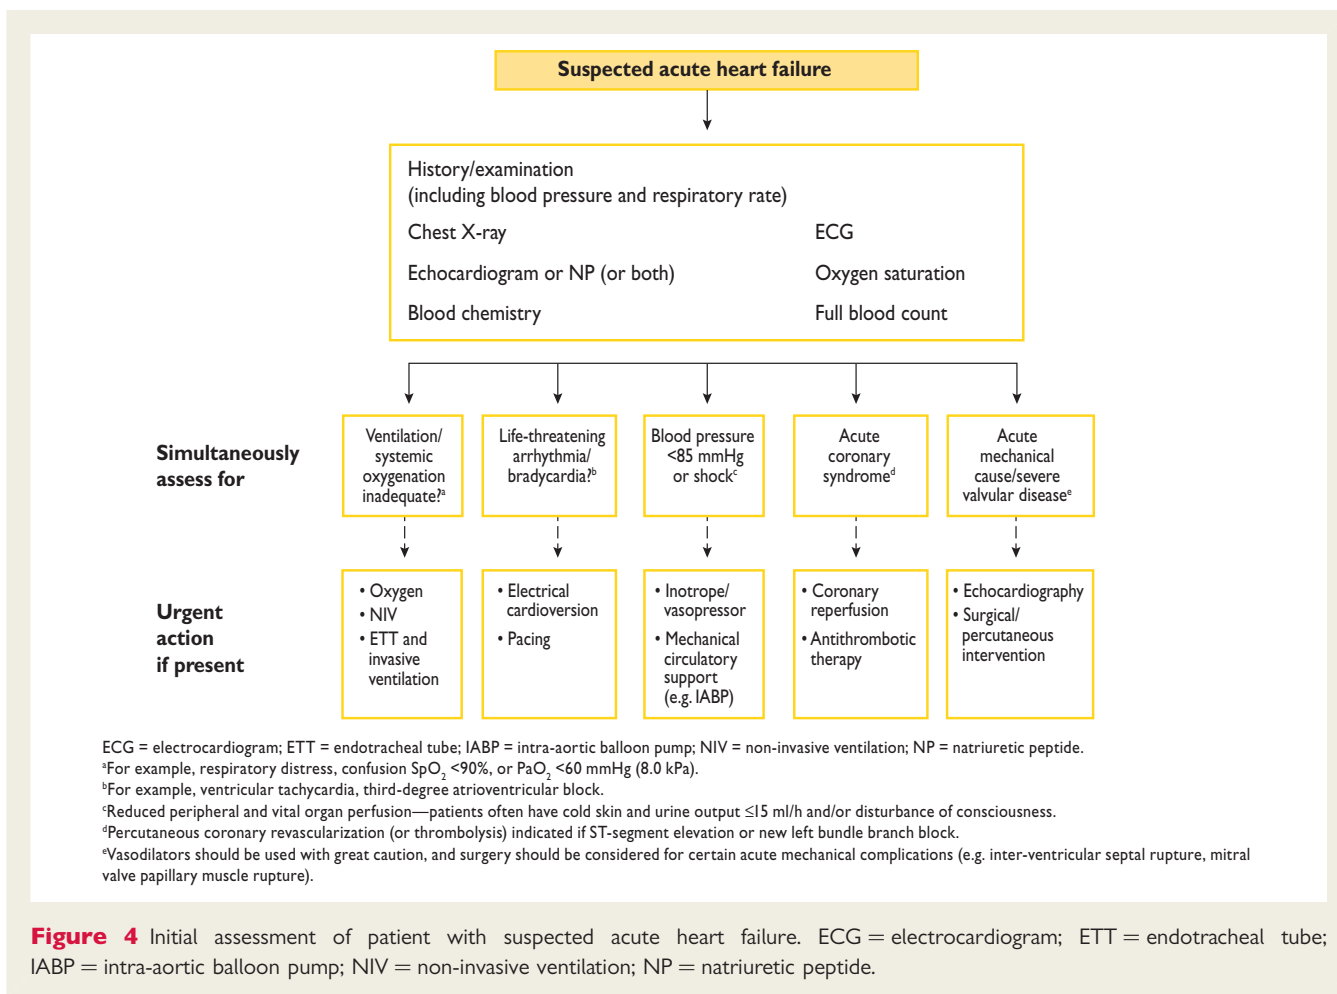 Suspected acute heart failure
History/examination
(including blood pressure and respiratory rate)
Chest X-ray
ECG
Echocardiogram or NP (or both)
Oxygen saturation
Blood chemistry
Full blood count
Simultaneously
assess for
Ventilation/
systemic
oxygenation
inadequate?ᵃ
Life-threatening
arrhythmia/
bradycardia?ᵇ
Blood pressure
<85 mmHg
or shockᶜ
Acute
coronary
syndromeᵈ
Acute
mechanical
cause/severe
valvular diseaseᵉ
Urgent
action
if present
• Oxygen
• NIV
• ETT and
invasive
ventilation
• Electrical
cardioversion
• Pacing
• Inotrope/
vasopressor
• Mechanical
circulatory
support
(e.g. IABP)
• Coronary
reperfusion
• Antithrombotic
therapy
• Echocardiography
• Surgical/
percutaneous
intervention
ECG = electrocardiogram; ETT = endotracheal tube; IABP = intra-aortic balloon pump; NIV = non-invasive ventilation; NP = natriuretic peptide.
ᵃFor example, respiratory distress, confusion SpO₂ <90%, or PaO₂ <60 mmHg (8.0 kPa).
ᵇFor example, ventricular tachycardia, third-degree atrioventricular block.
ᶜReduced peripheral and vital organ perfusion—patients often have cold skin and urine output ≤15 ml/h and/or disturbance of consciousness.
ᵈPercutaneous coronary revascularization (or thrombolysis) indicated if ST-segment elevation or new left bundle branch block.
ᵉVasodilators should be used with great caution, and surgery should be considered for certain acute mechanical complications (e.g. inter-ventricular septal rupture, mitral
valve papillary muscle rupture).
Figure 4 Initial assessment of patient with suspected acute heart failure. ECG = electrocardiogram; ETT = endotracheal tube;
IABP = intra-aortic balloon pump; NIV = non-invasive ventilation; NP = natriuretic peptide.